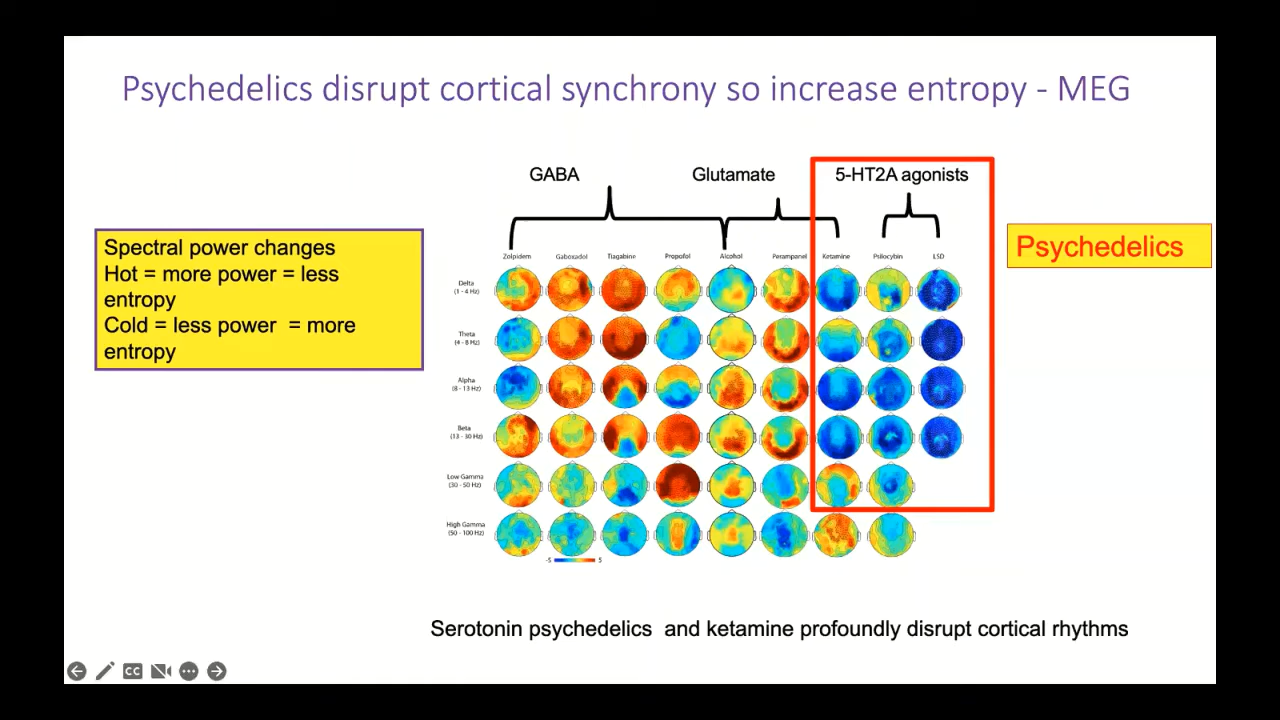 Psychedelics disrupt cortical synchrony so increase entropy - MEG
GABA
Glutamate
5-HT2A agonists
Psychedelics
Spectral power changes
Hot = more power = less
entropy
Cold = less power  = more
entropy
Zolpidem
Gaboxadol
Tiagabine
Propofol
Alcohol
Perampanel
Ketamine
Psilocybin
LSD
Delta
(1 - 4 Hz)
Theta
(4 - 8 Hz)
Alpha
(8 - 13 Hz)
Beta
(13 - 30 Hz)
Low Gamma
(30 - 50 Hz)
High Gamma
(50 - 100 Hz)
-5
5
Serotonin psychedelics  and ketamine profoundly disrupt cortical rhythms
CC